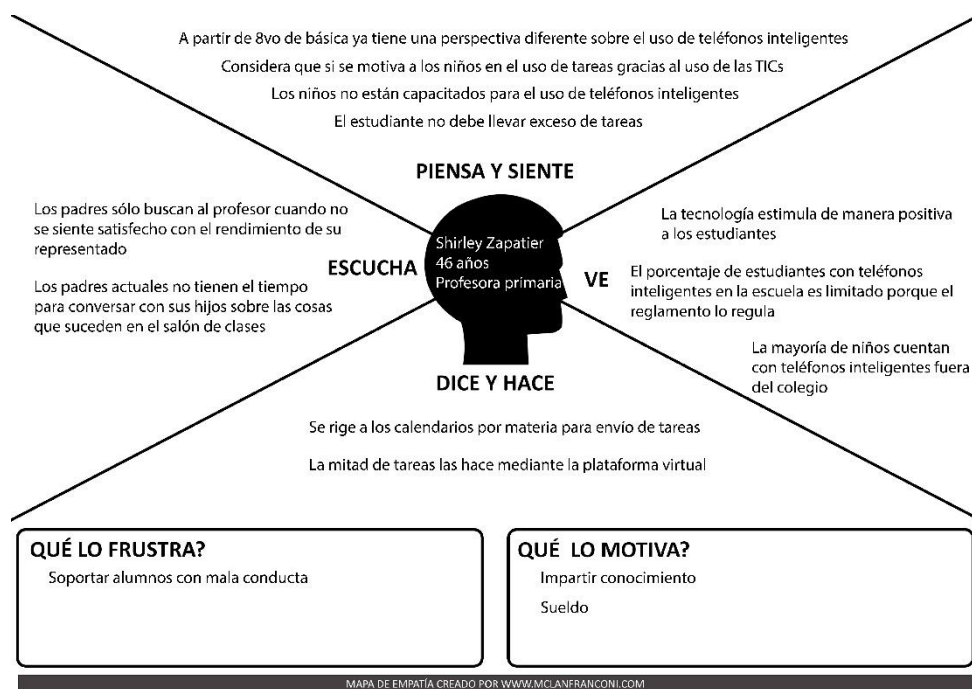 A partir de 8vo de básica ya tiene una perspectiva diferente sobre el uso de teléfonos inteligentes
Considera que si se motiva a los niños en el uso de tareas gracias al uso de las TICs
Los niños no están capacitados para el uso de teléfonos inteligentes
El estudiante no debe llevar exceso de tareas
PIENSA Y SIENTE
Los padres sólo buscan al profesor cuando no
se siente satisfecho con el rendimiento de su
representado
Los padres actuales no tienen el tiempo
para conversar con sus hijos sobre las cosas
que suceden en el salón de clases
ESCUCHA
Shirley Zapatier
46 años
Profesora primaria
VE
La tecnología estimula de manera positiva
a los estudiantes
El porcentaje de estudiantes con teléfonos
inteligentes en la escuela es limitado porque el
reglamento lo regula
La mayoría de niños cuentan
con teléfonos inteligentes fuera
del colegio
DICE Y HACE
Se rige a los calendarios por materia para envío de tareas
La mitad de tareas las hace mediante la plataforma virtual
QUÉ LO FRUSTRA?
Soportar alumnos con mala conducta
QUÉ LO MOTIVA?
Impartir conocimiento
Sueldo
MAPA DE EMPATÍA CREADO POR WWW.MCLANFRANCONI.COM